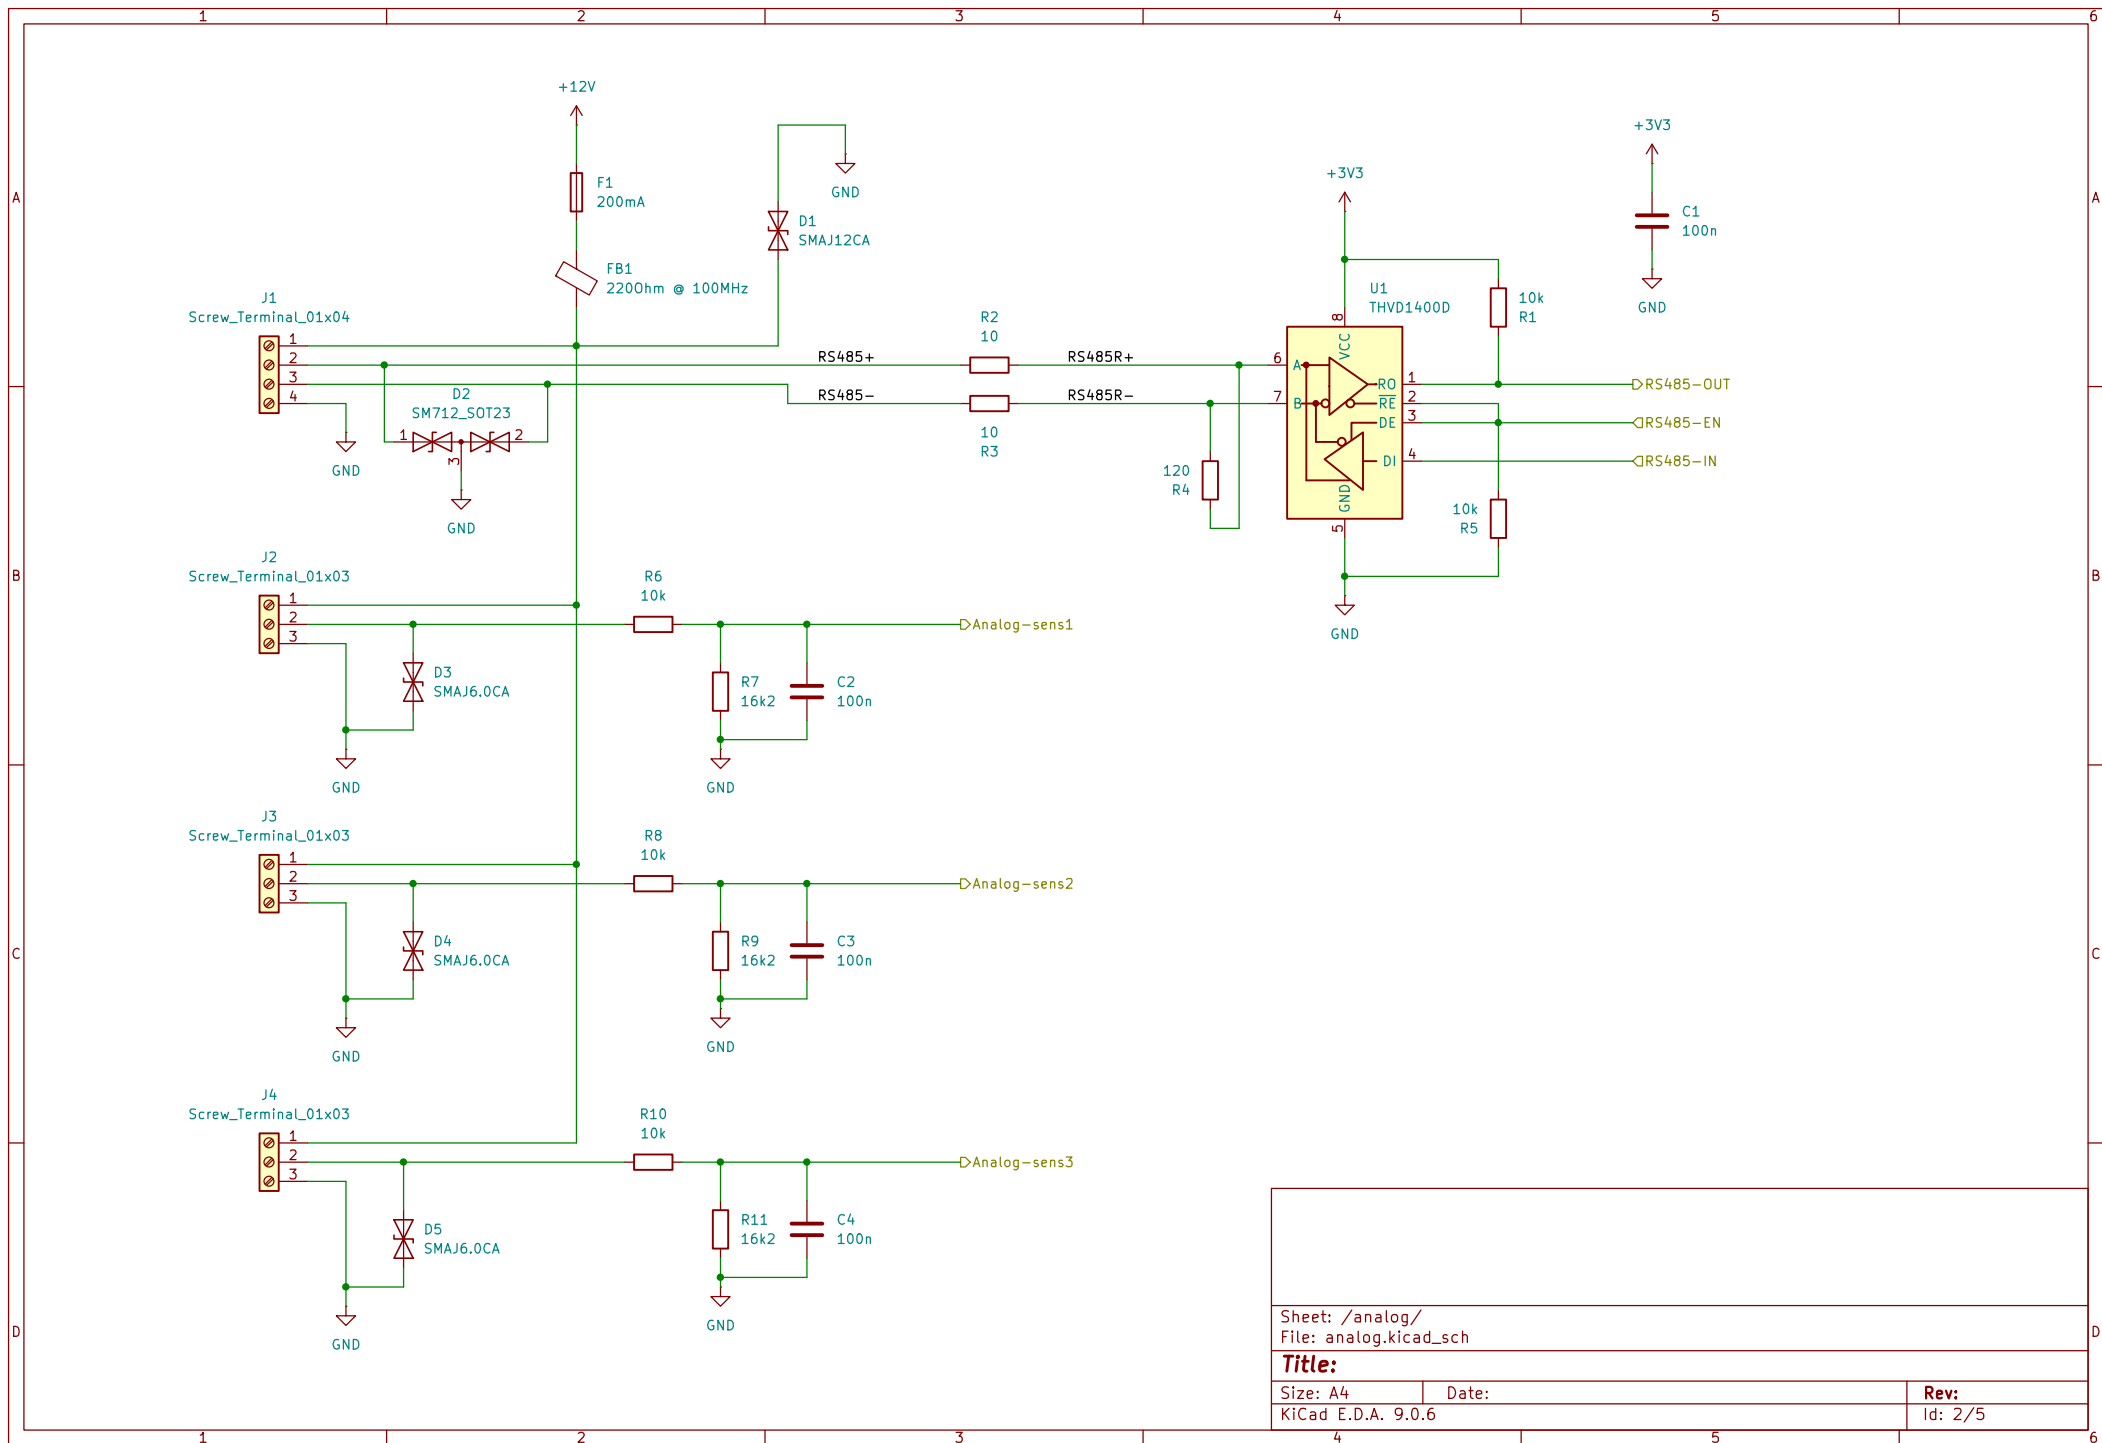 1 2 3 4 5 6
+12V
+3V3
+3V3
A
A
F1
200mA
GND
D1
SMAJ12CA
C1
100n
GND
FB1
220Ohm @ 100MHz
U1
THVD1400D
10k
R1
J1
Screw_Terminal_01x04
1
2
3
4
GND
D2
SM712_SOT23
1
2
3
GND
RS485+
RS485-
R2
10
10
R3
RS485R+
RS485R-
120
R4
8
VCC
6
A
7
B
RO
1
RE
2
DE
3
DI
4
GND
5
GND
RS485-OUT
RS485-EN
RS485-IN
10k
R5
B
B
J2
Screw_Terminal_01x03
1
2
3
R6
10k
Analog-sens1
D3
SMAJ6.0CA
R7
16k2
C2
100n
GND
GND
J3
Screw_Terminal_01x03
1
2
3
R8
10k
Analog-sens2
C
C
D4
SMAJ6.0CA
R9
16k2
C3
100n
GND
GND
J4
Screw_Terminal_01x03
1
2
3
R10
10k
Analog-sens3
D5
SMAJ6.0CA
R11
16k2
C4
100n
GND
GND
D
D
Sheet: /analog/
File: analog.kicad_sch
Title:
Size: A4 Date: Rev:
KiCad E.D.A. 9.0.6 Id: 2/5
1 2 3 4 5 6